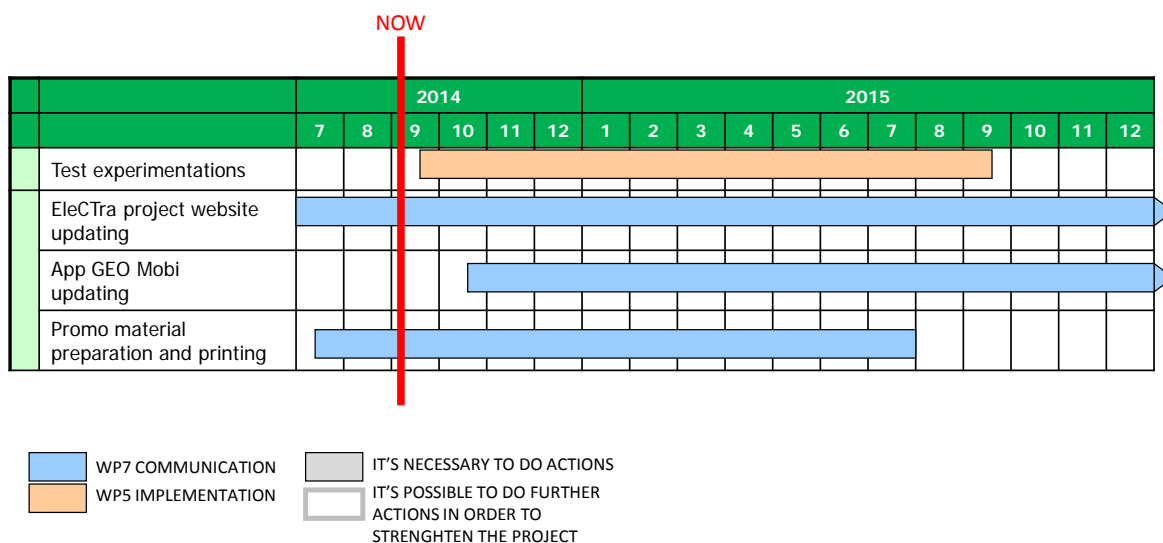 NOW
2014 2015
7 8 9 10 11 12 1 2 3 4 5 6 7 8 9 10 11 12
Test experimentations
EleCTra project website
updating
App GEO Mobi
updating
Promo material
preparation and printing
WP7 COMMUNICATION
WP5 IMPLEMENTATION
IT'S NECESSARY TO DO ACTIONS
IT'S POSSIBLE TO DO FURTHER
ACTIONS IN ORDER TO
STRENGHTEN THE PROJECT